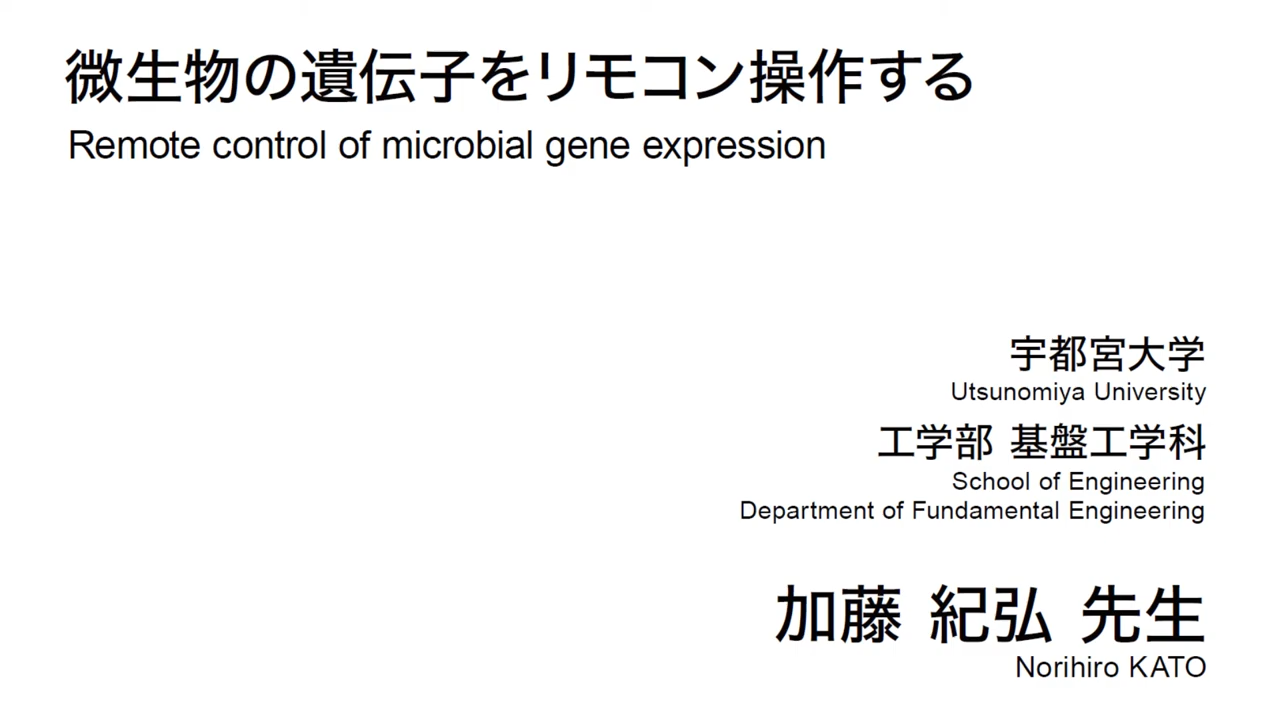 微生物の遺伝子をリモコン操作する
Remote control of microbial gene expression
宇都宮大学
Utsunomiya University
工学部 基盤工学科
School of Engineering
Department of Fundamental Engineering
加藤 紀弘 先生
Norihiro KATO